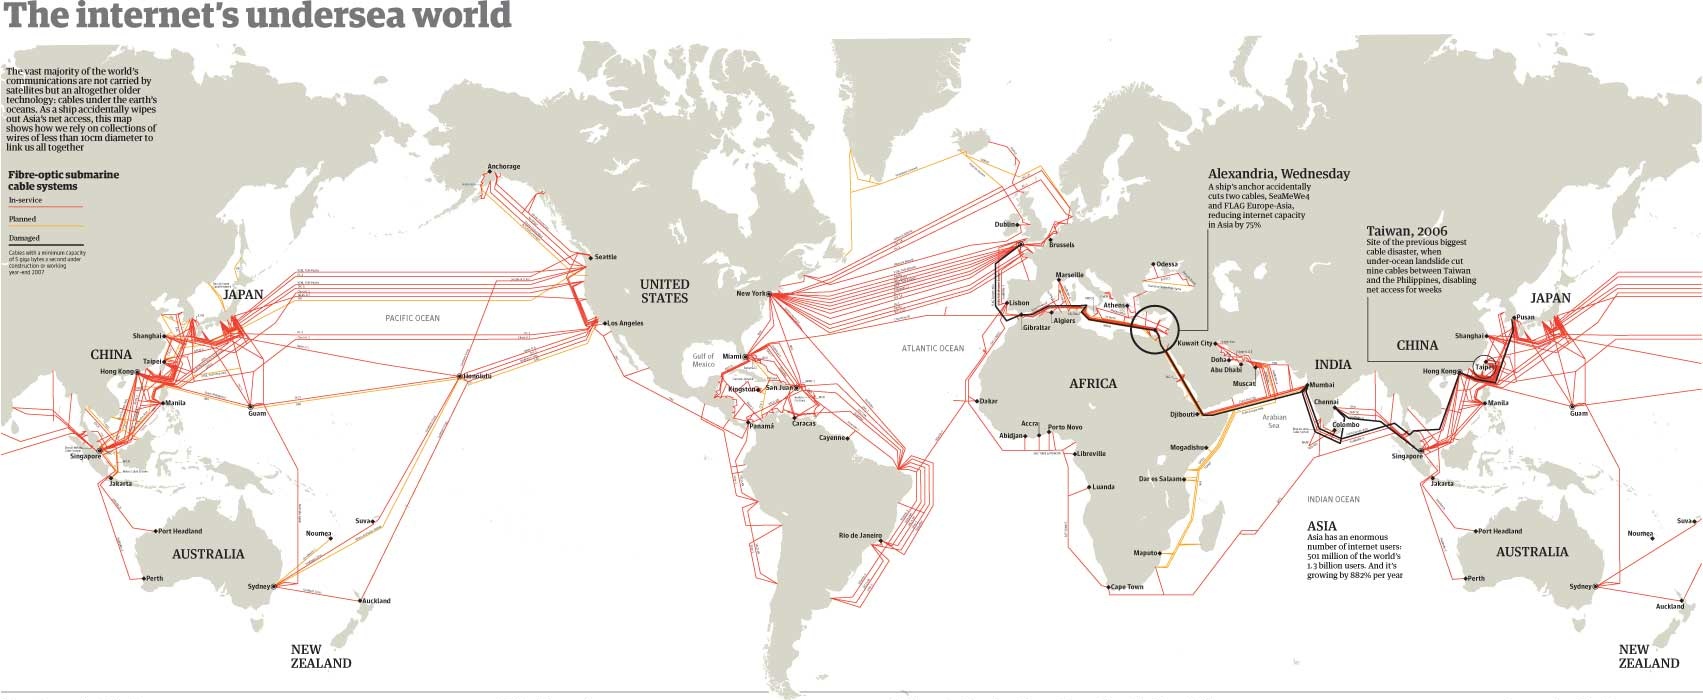 The internet's undersea world
The vast majority of the world's
communications are not carried by
satellites but an altogether older
technology: cables under the earth's
oceans. As a ship accidentally wipes
out Asia's net access, this map
shows how we rely on collections of
wires of less than 10cm diameter to
link us all together
Fibre-optic submarine
cable systems
In-service
Planned
Damaged
Cables with a minimum capacity
of 5 giga bytes a second under
construction or working
year-end 2007
Anchorage
Seattle
UNITED
STATES
New York
Los Angeles
PACIFIC OCEAN
JAPAN
Shanghai
CHINA
Taipei
Hong Kong
Manila
Guam
Honolulu
Singapore
Jakarta
Port Headland
AUSTRALIA
Perth
Sydney
Noumea
Suva
Auckland
NEW
ZEALAND
Gulf of
Mexico
Miami
Kingston
San Juan
Panama
Caracas
Cayenne
Rio de Janeiro
ATLANTIC OCEAN
Dublin
Brussels
Marseille
Odessa
Lisbon
Gibraltar
Algiers
Athens
Alexandria, Wednesday
A ship's anchor accidentally
cuts two cables, SeaMeWe4
and FLAG Europe-Asia,
reducing internet capacity
in Asia by 75%
Taiwan, 2006
Site of the previous biggest
cable disaster, when
under-ocean landslide cut
nine cables between Taiwan
and the Philippines, disabling
net access for weeks
Kuwait City
Doha
Abu Dhabi
Muscat
AFRICA
Dakar
Accra
Abidjan
Porto Novo
Libreville
Luanda
Cape Town
Djibouti
Mogadishu
Dar es Salaam
Maputo
Arabian
Sea
INDIA
Mumbai
Chennai
Colombo
INDIAN OCEAN
ASIA
Asia has an enormous
number of internet users:
501 million of the world's
1.3 billion users. And it's
growing by 882% per year
JAPAN
Pusan
Shanghai
CHINA
Taipei
Hong Kong
Manila
Guam
Singapore
Jakarta
Port Headland
AUSTRALIA
Perth
Sydney
Noumea
Suva
Auckland
NEW
ZEALAND